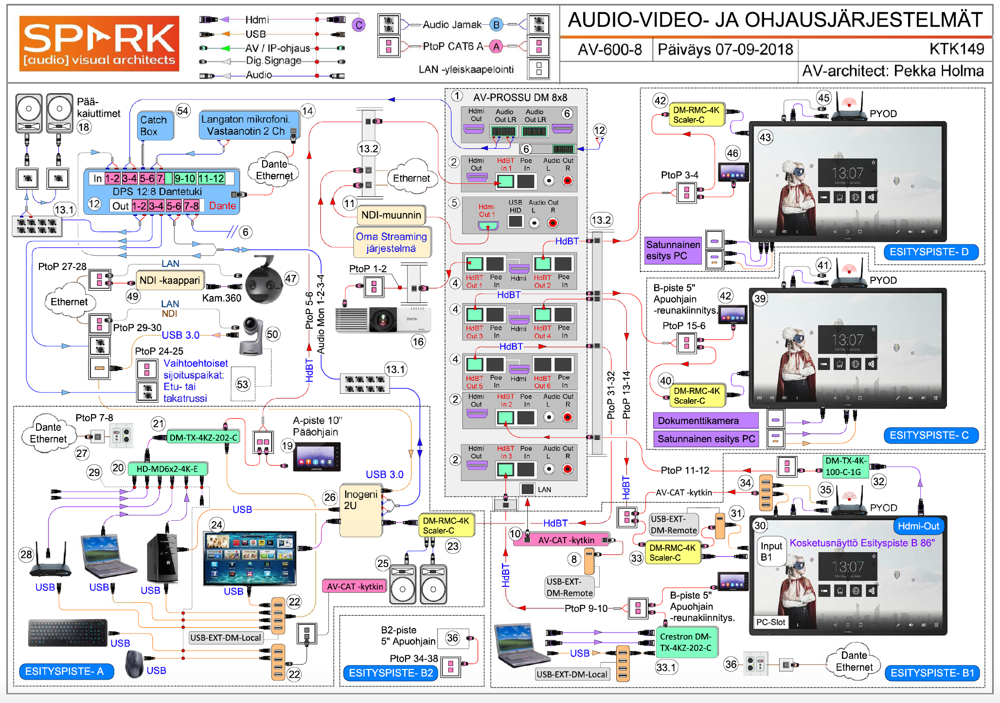 SPARK
[audio] visual architects
Hdmi
USB
AV / IP-ohjaus
Dig.Signage
Audio
C
Audio Jamak
B
PtoP CAT6 A
A
LAN -yleiskaapelointi
AUDIO-VIDEO- JA OHJAUSJÄRJESTELMÄT
AV-600-8
Päiväys 07-09-2018
KTK149
AV-architect: Pekka Holma
Pää-
kaiuttimet
18
54
Catch
Box
14
Langaton mikrofoni.
Vastaanotin 2 Ch
Dante
Ethernet
In 1-2 3-4 5-6 7- 9-10 11-12
DPS 12:8 Dantetuki
12
Out 1-2 3-4 5-6 7-8 Dante
13.1
6
13.2
Ethernet
11
NDI-muunnin
Oma Streaming
järjestelmä
PtoP 1-2
EPSON
16
PtoP 27-28
LAN
NDI -kaappari
49
Kam.360
47
Ethernet
LAN
NDI
PtoP 29-30
USB 3.0
50
PtoP 24-25
Vaihtoehtoiset
sijoituspaikat:
Etu- tai
takatrussi
53
HdBT
PtoP 5-6
Audio Mon 1-2-3-4
13.1
1
AV-PROSSU DM 8x8
Hdmi
Out
Audio
Out LR
Audio
Out LR
6
6
12
2
Hdmi
Out
HdBT
In 1
Poe
In
Audio Out
L R
5
Hdmi
Out 1
USB
HID
Audio Out
L R
13.2
HdBT
4
HdBT
Out 1
Poe
In
Hdmi
HdBT
Out 2
Poe
In
HdBT
4
HdBT
Out 3
Poe
In
Hdmi
HdBT
Out 4
Poe
In
HdBT
4
HdBT
Out 5
Poe
In
Hdmi
HdBT
Out 6
Poe
In
2
Hdmi
Out
HdBT
In 2
Poe
In
Audio Out
L R
2
Hdmi
Out
HdBT
In 3
Poe
In
Audio Out
L R
LAN
PtoP 31-32
PtoP 13-14
HdBT
42
DM-RMC-4K
Scaler-C
45
PYOD
43.
46
PtoP 3-4
13:07
Monday, 1 January
Satunnainen
esitys PC
ESITYSPISTE- D
41.
PYOD
B-piste 5"
Apuohjain
-reunakiinnitys.
42
39.
PtoP 15-6
13:07
Monday, 1 January
40.
DM-RMC-4K
Scaler-C
Dokumenttikamera
Satunnainen esitys PC
ESITYSPISTE- C
Dante
Ethernet
PtoP 7-8
27
21
DM-TX-4KZ-202-C
A-piste 10"
Pääohjain
19
20
HD-MD6x2-4K-E
29
USB 3.0
26
Inogeni
2U
USB
24
28
USB
USB
USB
USB
DM-RMC-4K
Scaler-C
23
25
AV-CAT -kytkin
22
USB-EXT-DM-Local
USB
USB
22
ESITYSPISTE- A
B2-piste
5" Apuohjain
36
PtoP 34-38
ESITYSPISTE- B2
HdBT
10
AV-CAT -kytkin
8
USB-EXT-
DM-Remote
HdBT
PtoP 9-10
PtoP 11-12
DM-TX-4K-
100-C-1G
32.
34.
AV-CAT -kytkin
35
PYOD
USB-EXT-
DM-Remote
31.
33
DM-RMC-4K
Scaler-C
30.
Hdmi-Out
Input
B1
Kosketusnäyttö Esityspiste B 86"
13:07
PC-Slot
B-piste 5"
Apuohjain
-reunakiinnitys.
Crestron DM-
TX-4KZ-202-C
USB
33.1
USB-EXT-DM-Local
36
Dante
Ethernet
ESITYSPISTE- B1